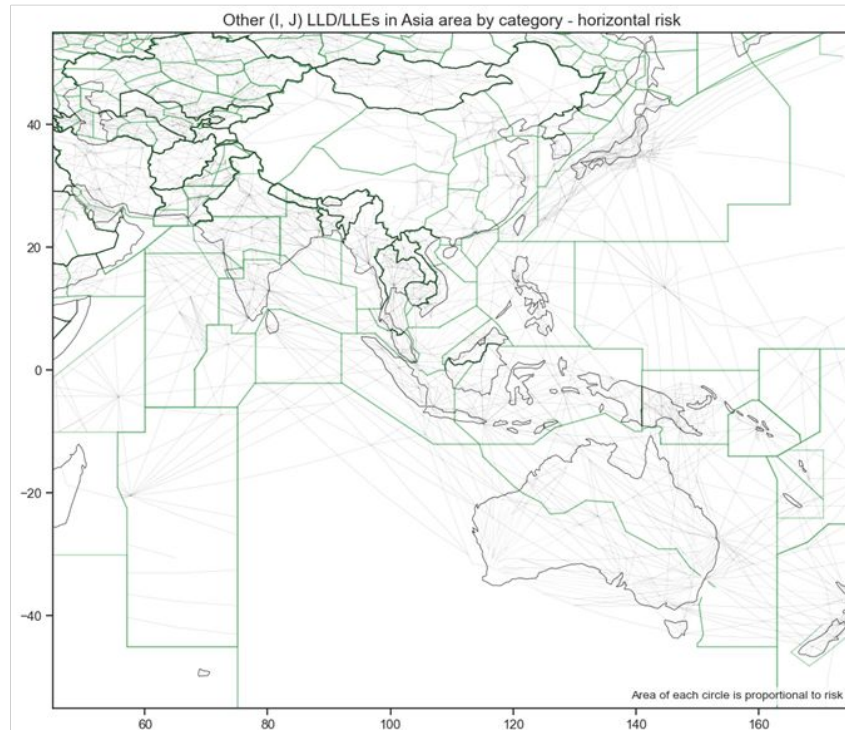 Other (I, J) LLD/LLEs in Asia area by category - horizontal risk
40
20
0
−20
−40
Area of each circle is proportional to risk
60 80 100 120 140 160